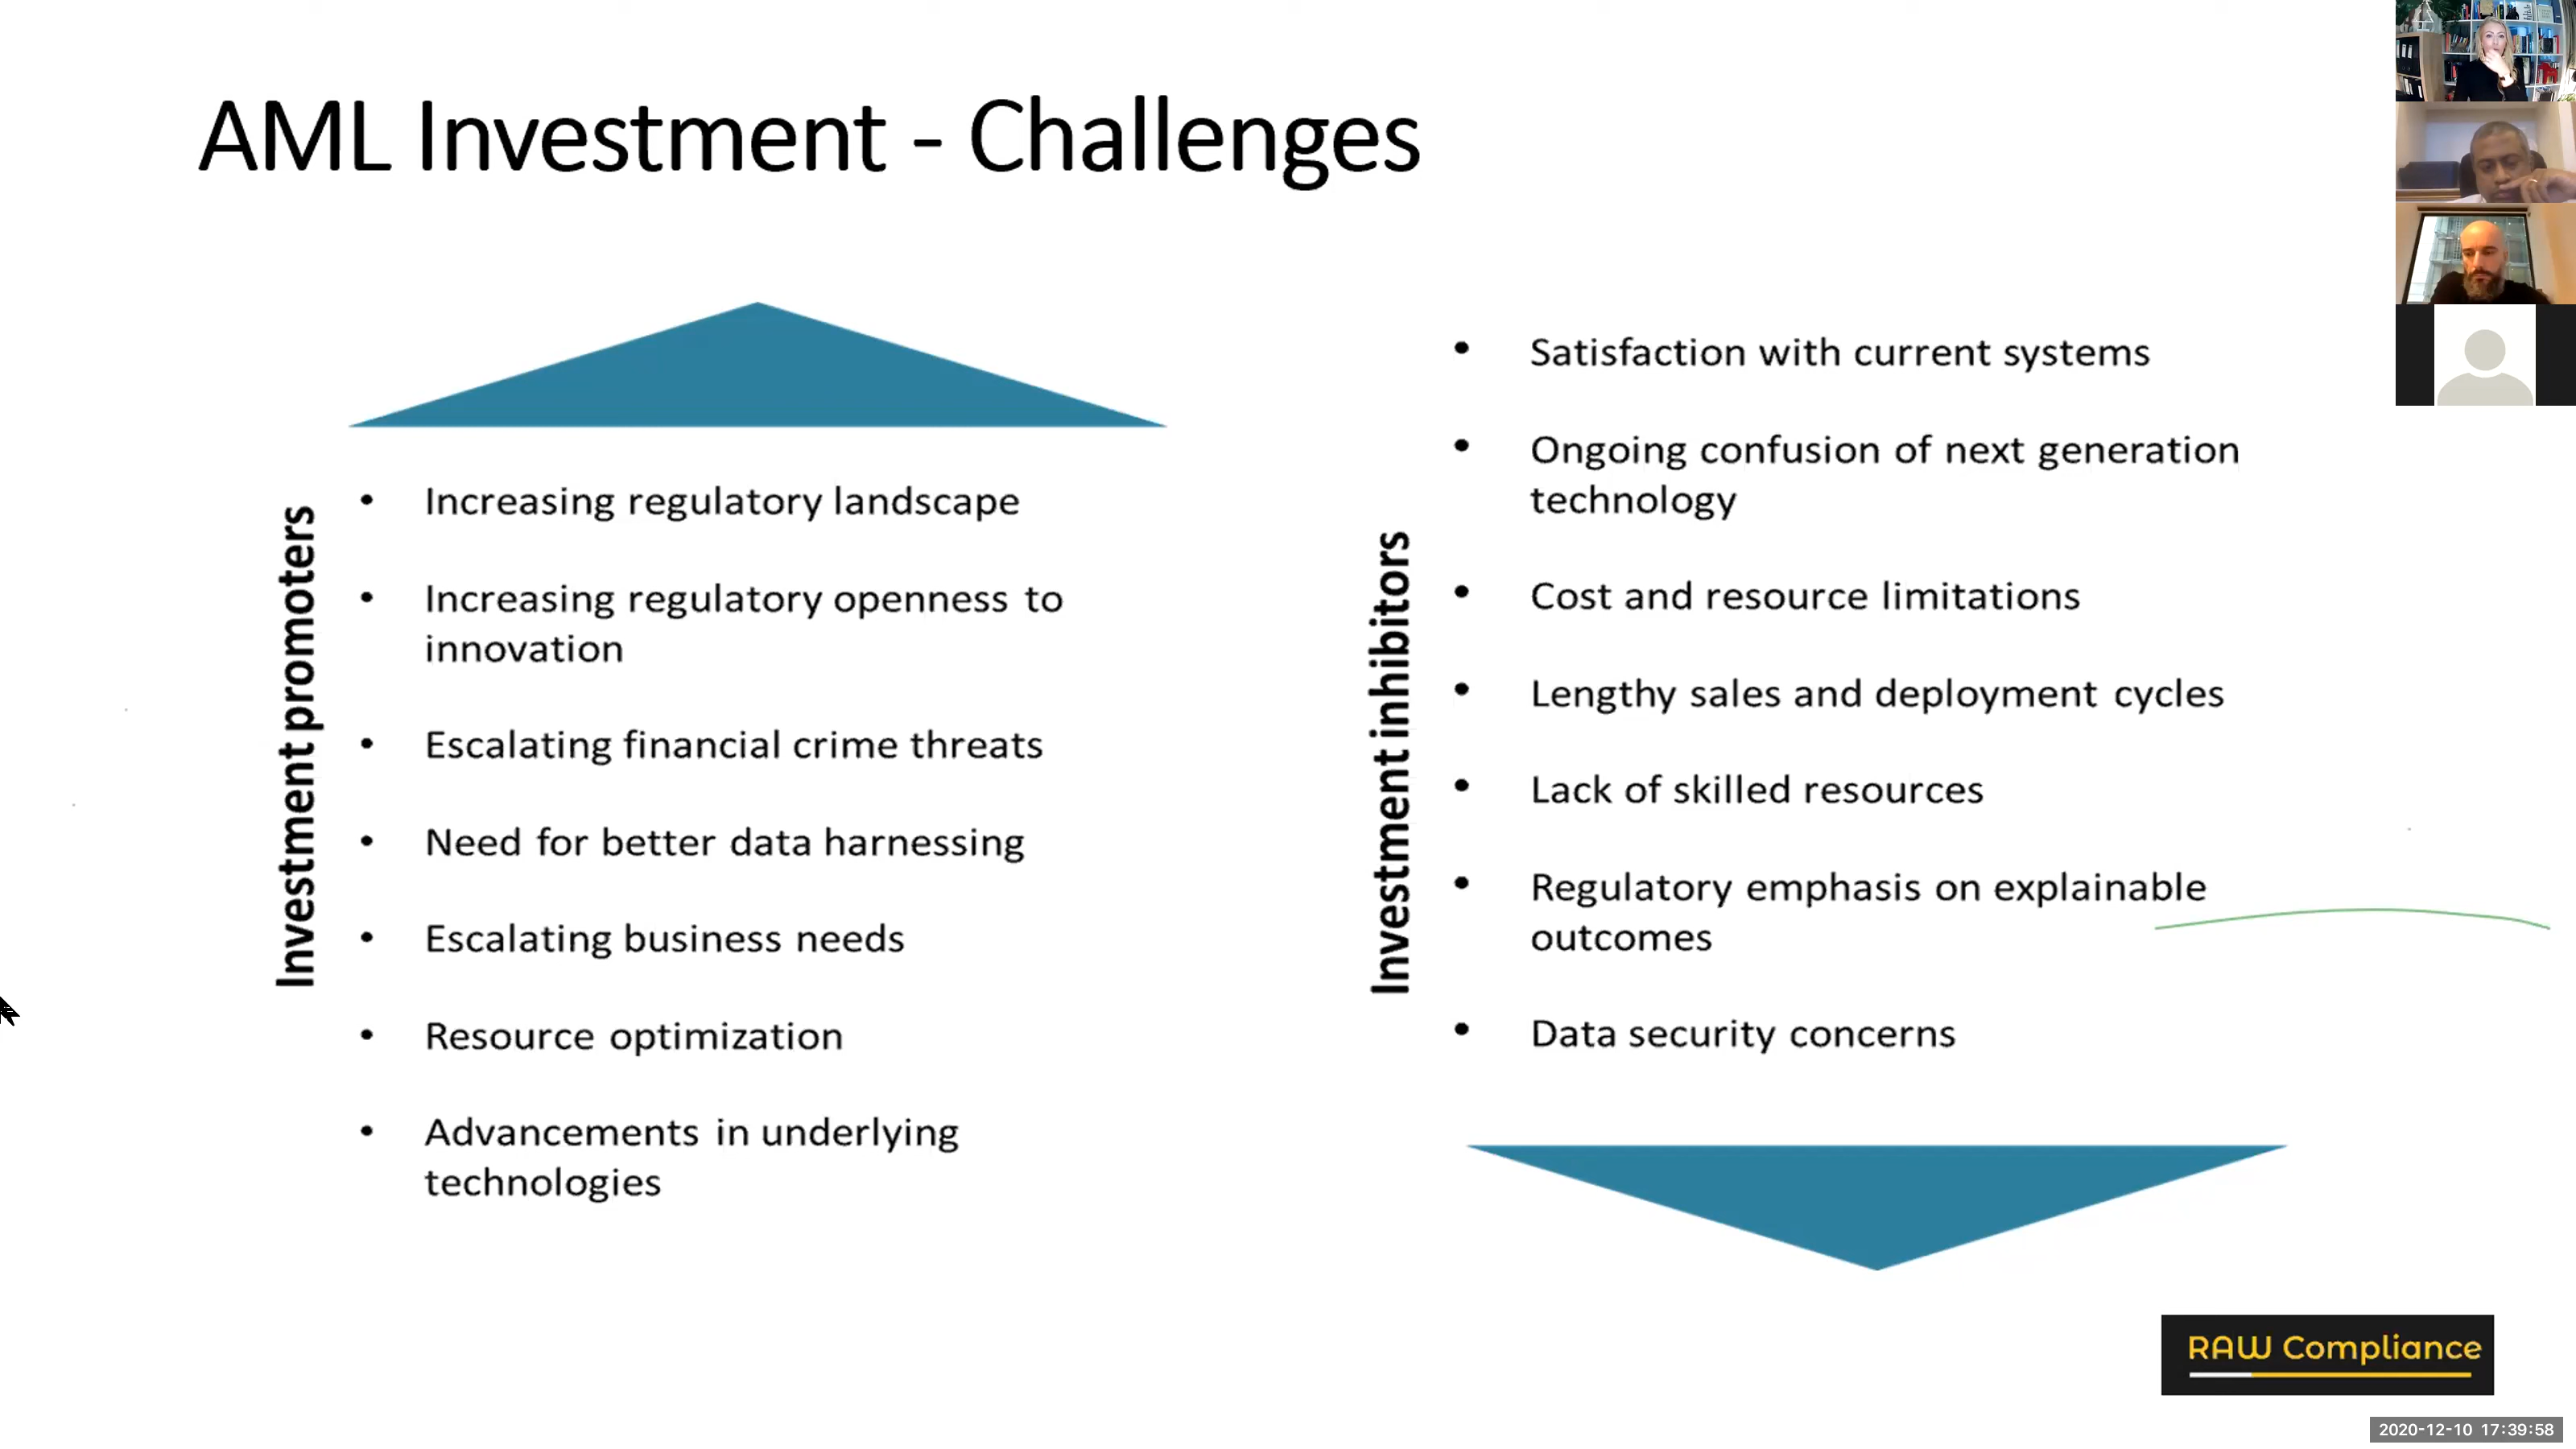 AML Investment - Challenges
Investment promoters
Increasing regulatory landscape
Increasing regulatory openness to
innovation
Escalating financial crime threats
Need for better data harnessing
Escalating business needs
Resource optimization
Advancements in underlying
technologies
Investment inhibitors
Satisfaction with current systems
Ongoing confusion of next generation
technology
Cost and resource limitations
Lengthy sales and deployment cycles
Lack of skilled resources
Regulatory emphasis on explainable
outcomes
Data security concerns
RAW Compliance
2020-12-10 17:39:58